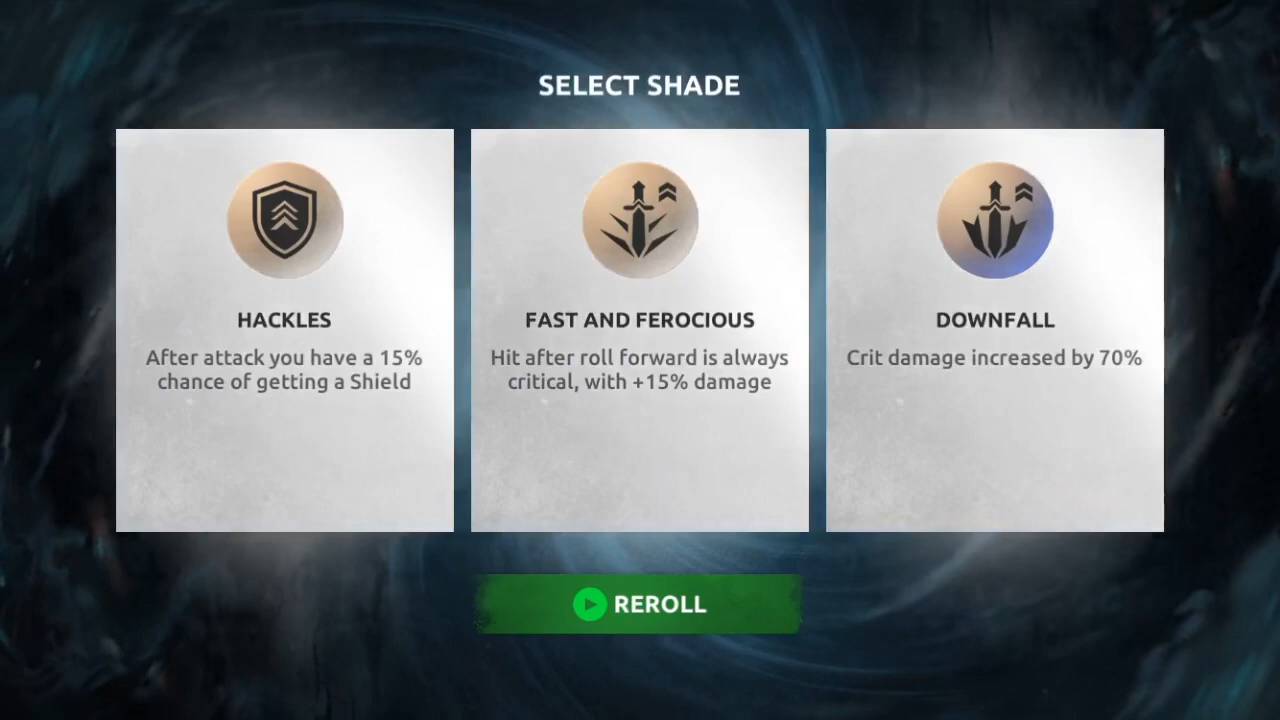 SELECT SHADE
HACKLES
After attack you have a 15%
chance of getting a Shield
FAST AND FEROCIOUS
Hit after roll forward is always
critical, with +15% damage
DOWNFALL
Crit damage increased by 70%
REROLL